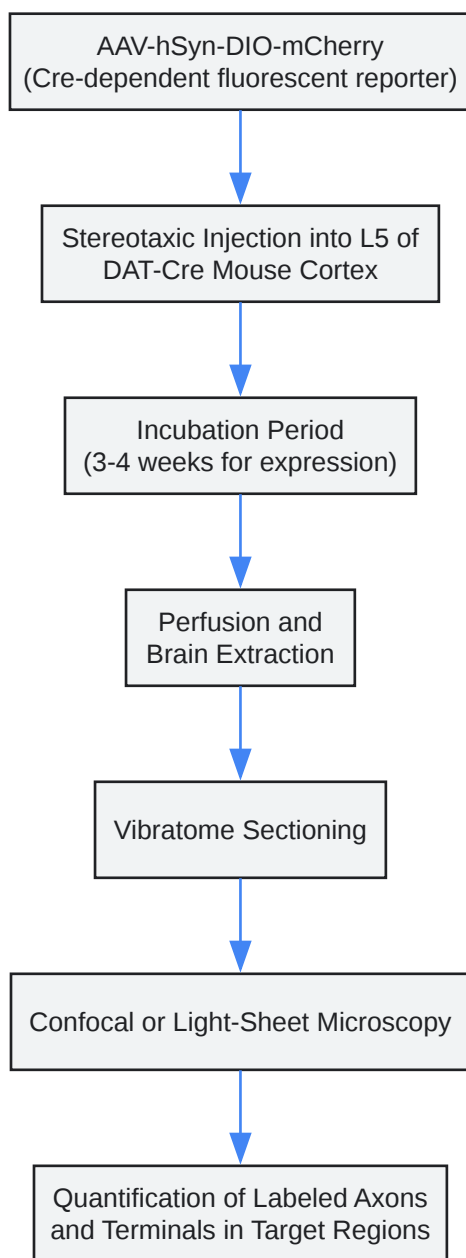 AAV-hSyn-DIO-mCherry
(Cre-dependent fluorescent reporter)
Stereotaxic Injection into L5 of
DAT-Cre Mouse Cortex
Incubation Period
(3-4 weeks for expression)
Perfusion and
Brain Extraction
Vibratome Sectioning
Confocal or Light-Sheet Microscopy
Quantification of Labeled Axons
and Terminals in Target Regions